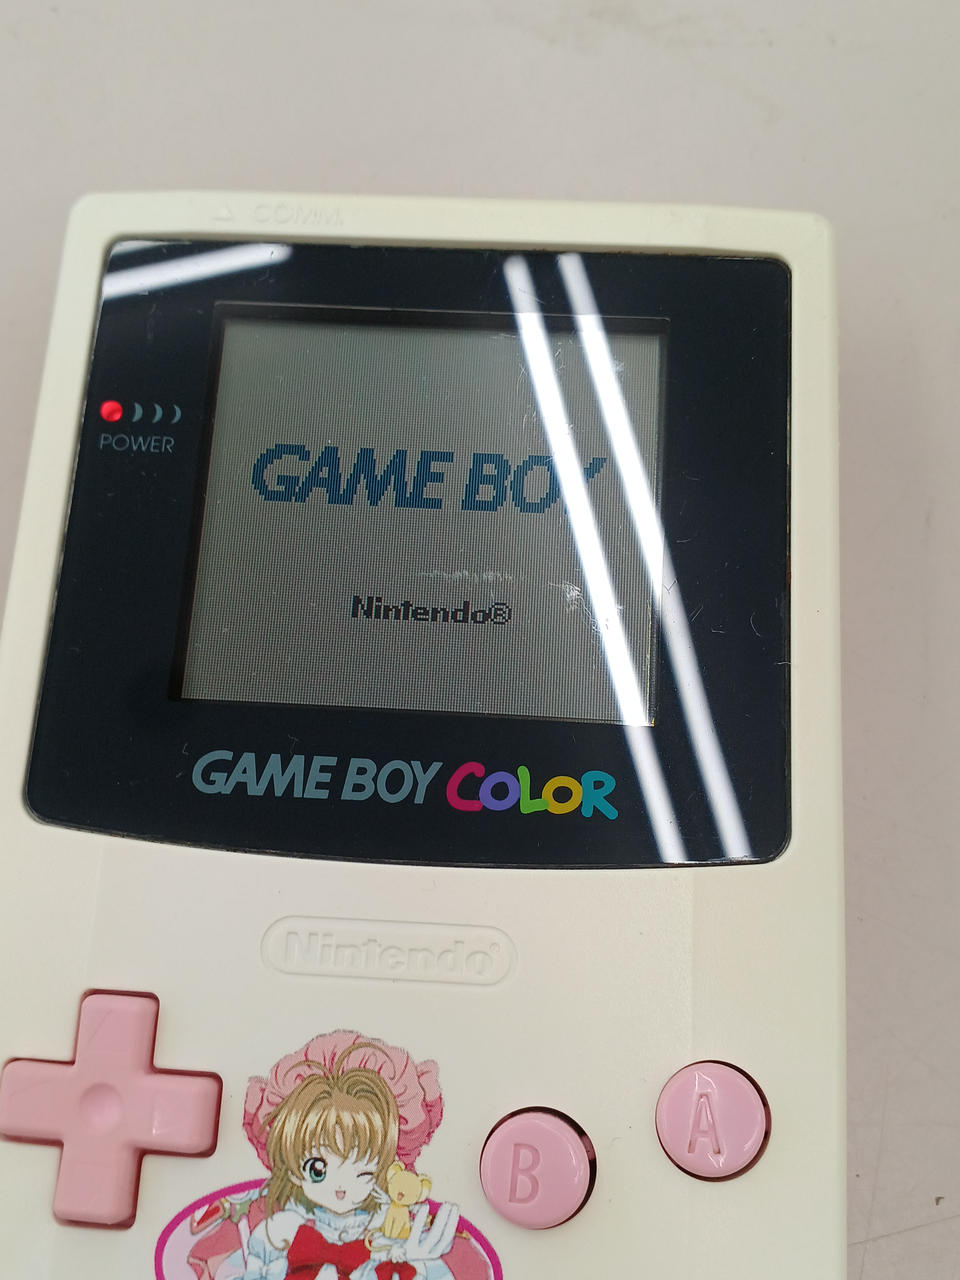 △ COMM.
POWER
GAME BOY
Nintendo®
GAME BOY COLOR
Nintendo®
B
A